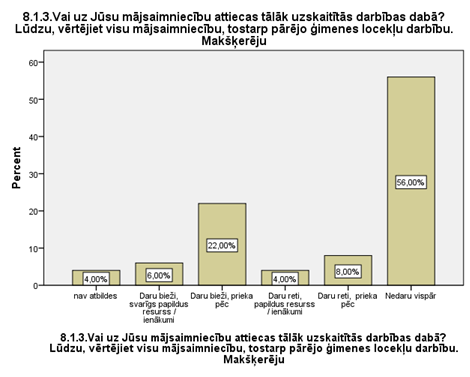 8.1.3.Vai uz Jūsu mājsaimniecību attiecas tālāk uzskaitītās darbības dabā?
Lūdzu, vērtējiet visu mājsaimniecību, tostarp pārējo ģimenes locekļu darbību.
Makšķerēju
Percent
60
50
40
30
20
10
0
4,00%
6,00%
22,00%
4,00%
8,00%
56,00%
nav atbildes
Daru bieži,
svarīgs papildus
resurss /
ienākumi
Daru bieži, prieka
pēc
Daru reti,
papildus resurss
/ ienākumi
Daru reti, prieka
pēc
Nedaru vispār
8.1.3.Vai uz Jūsu mājsaimniecību attiecas tālāk uzskaitītās darbības dabā?
Lūdzu, vērtējiet visu mājsaimniecību, tostarp pārējo ģimenes locekļu darbību.
Makšķerēju